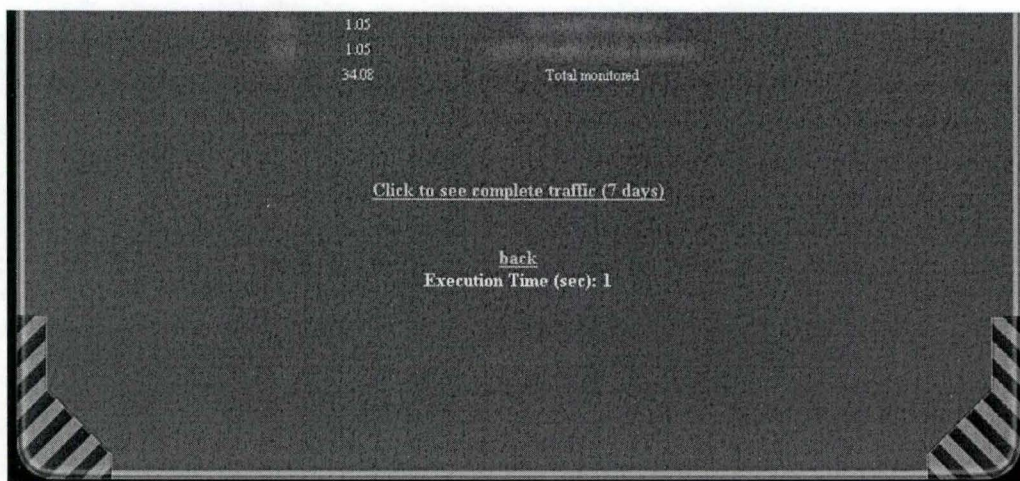 1.05
1.05
34.08 Total monitored
Click to see complete traffic (7 days)
back
Execution Time (sec): 1